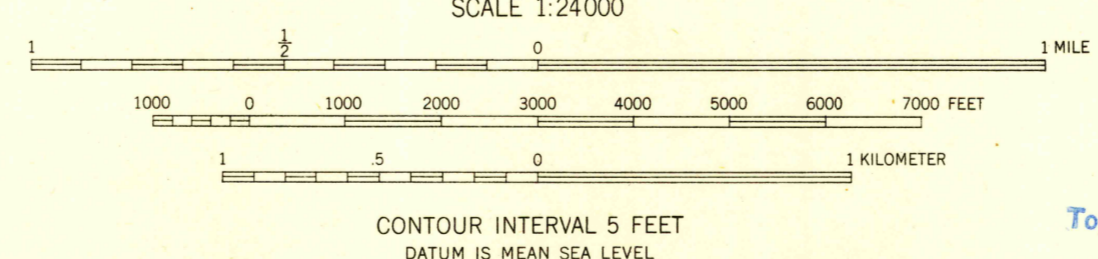 SCALE 1:24000
1 1/2 0 1 MILE
1000 0 1000 2000 3000 4000 5000 6000 7000 FEET
1 .5 0 1 KILOMETER
CONTOUR INTERVAL 5 FEET
DATUM IS MEAN SEA LEVEL
To